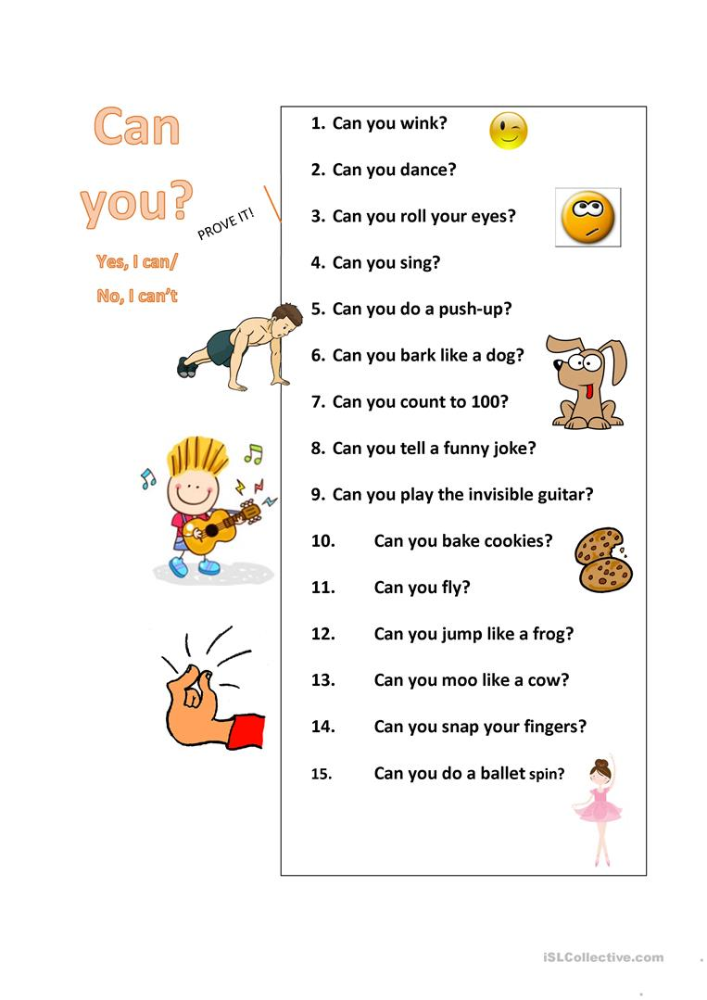 Can
you?
PROVE IT!
Yes, I can/
No, I can't
1. Can you wink?
2. Can you dance?
3. Can you roll your eyes?
4. Can you sing?
5. Can you do a push-up?
6. Can you bark like a dog?
7. Can you count to 100?
8. Can you tell a funny joke?
9. Can you play the invisible guitar?
10. Can you bake cookies?
11. Can you fly?
12. Can you jump like a frog?
13. Can you moo like a cow?
14. Can you snap your fingers?
15. Can you do a ballet spin?
iSLCollective.com